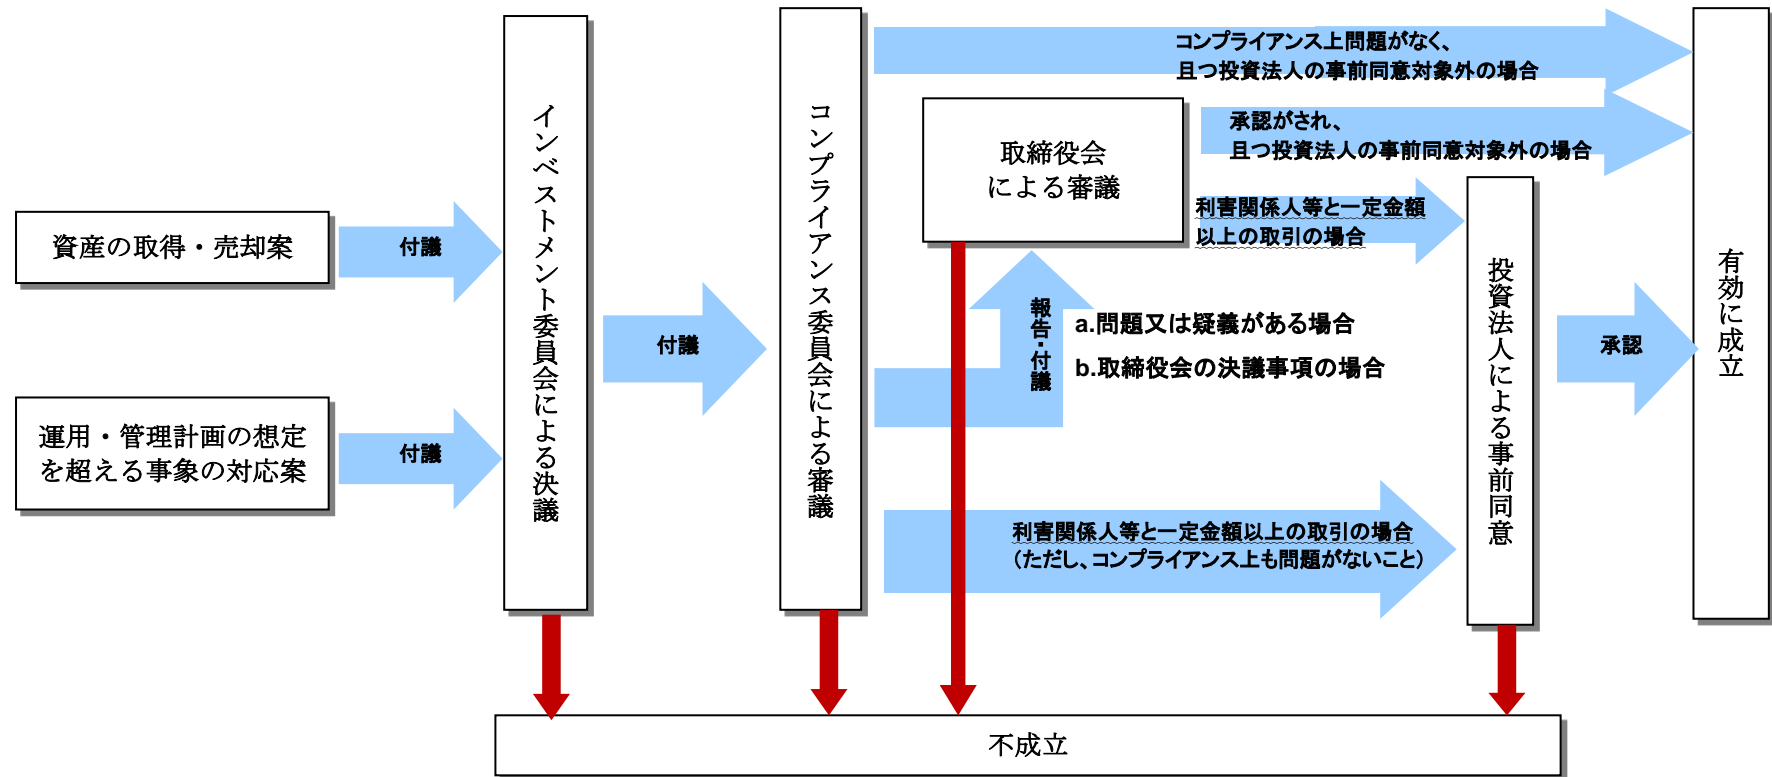 資産の取得・売却案
付議
運用・管理計画の想定
を超える事象の対応案
付議
インベストメント委員会による決議
付議
コンプライアンス委員会による審議
コンプライアンス上問題がなく、
且つ投資法人の事前同意対象外の場合
取締役会
による審議
承認がされ、
且つ投資法人の事前同意対象外の場合
利害関係人等と一定金額
以上の取引の場合
報告・付議
a.問題又は疑義がある場合
b.取締役会の決議事項の場合
利害関係人等と一定金額以上の取引の場合
（ただし、コンプライアンス上も問題がないこと）
投資法人による事前同意
承認
有効に成立
不成立